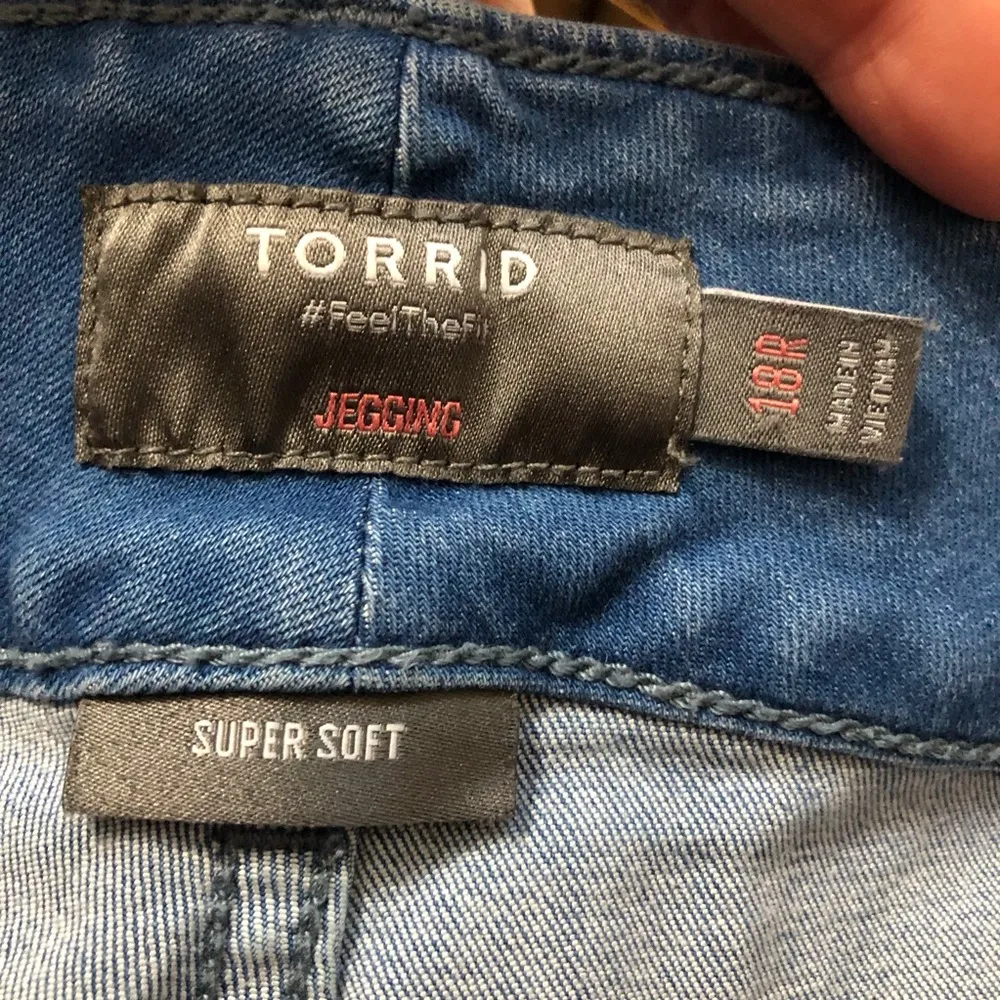 TORRID
#FeelTheFit
JEGGING
18R
MADE IN
VIETNAM
SUPER SOFT